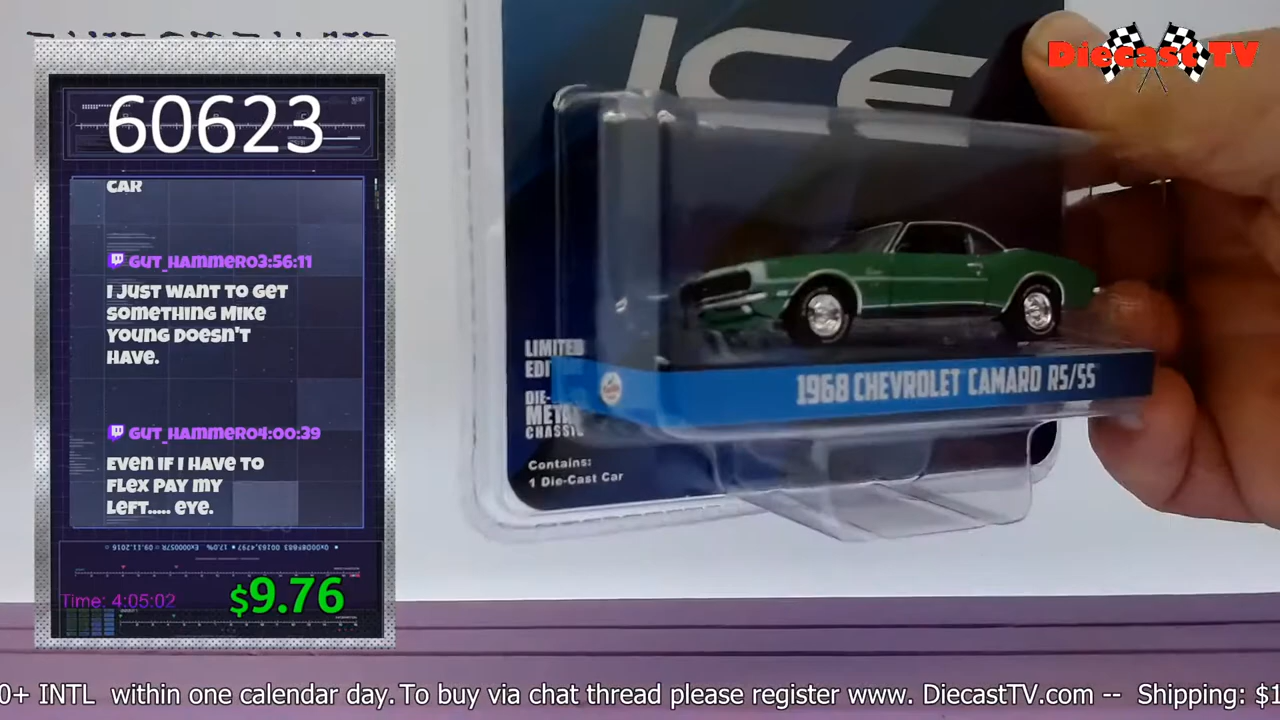 60623
CAR
GUT_HAMMER03:56:11
I JUST WANT TO GET
SOMETHING MIKE
YOUNG DOESN'T
HAVE.
GUT_HAMMER04:00:39
EVEN IF I HAVE TO
FLEX PAY MY
LEFT..... EYE.
Time: 4:05:02
$9.76
ICE
Diecast TV
LIMITED
DIE-
METAL
CHASSIS
Contains:
1 Die-Cast Car
1968 CHEVROLET CAMARO RS/SS
0+ INTL within one calendar day. To buy via chat thread please register www. DiecastTV.com -- Shipping: $1